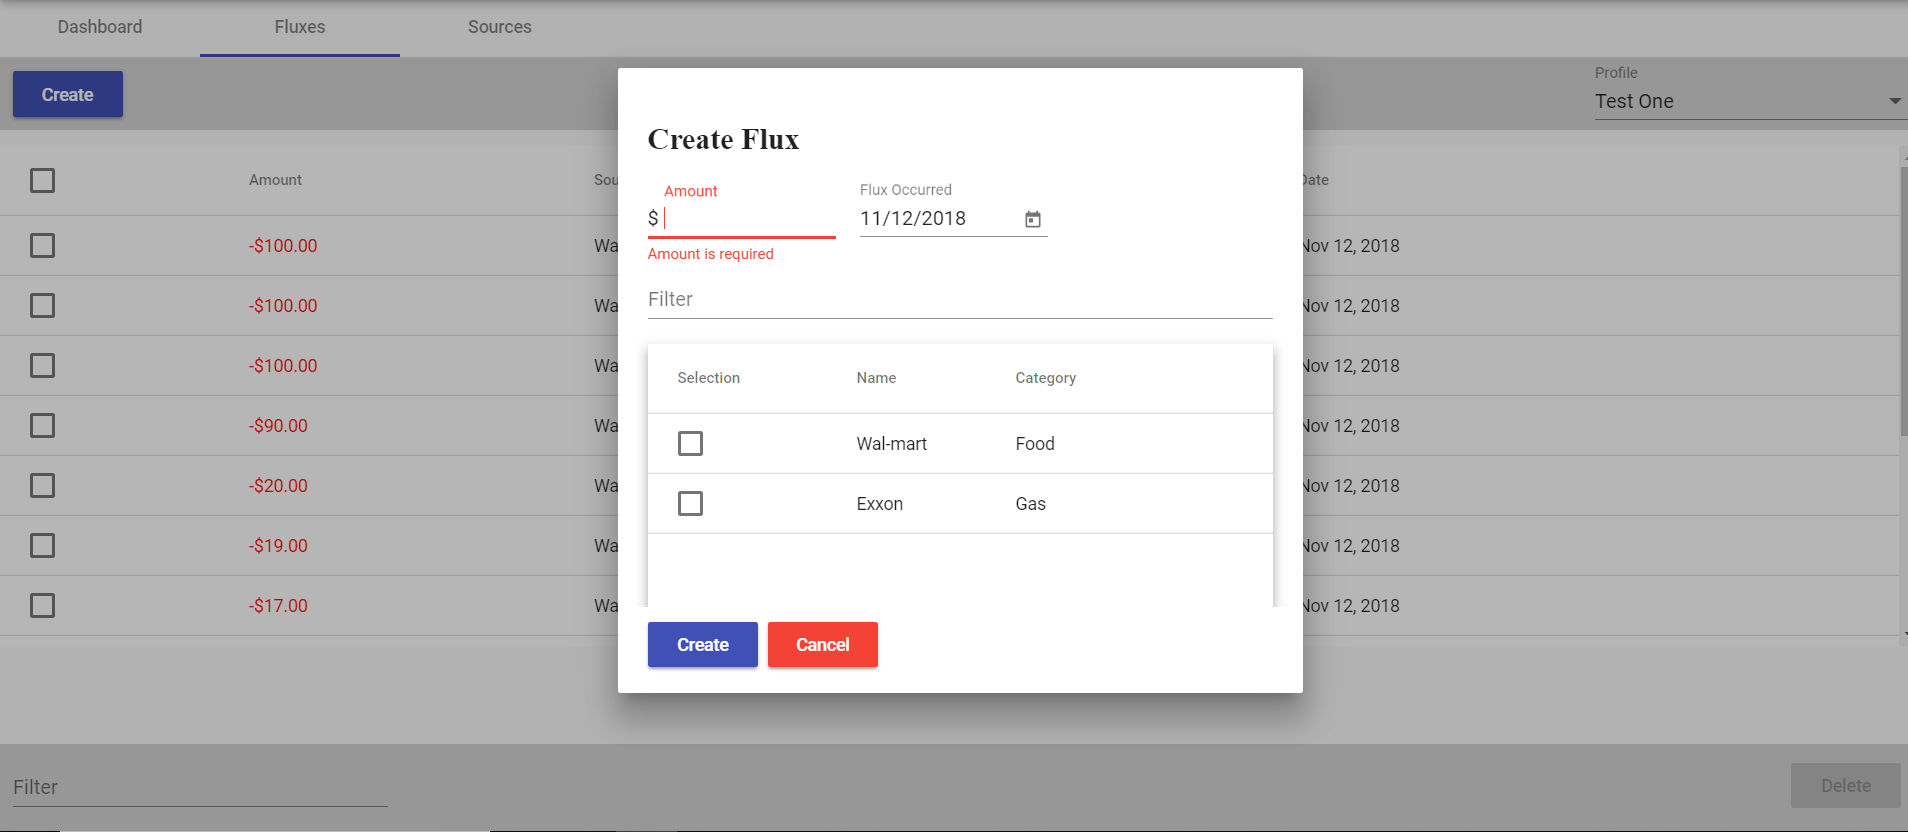 Dashboard Fluxes Sources
Create
Profile
Test One
Amount Sou Date
-$100.00 Wa Nov 12, 2018
-$100.00 Wa Nov 12, 2018
-$100.00 Wa Nov 12, 2018
-$90.00 Wa Nov 12, 2018
-$20.00 Wa Nov 12, 2018
-$19.00 Wa Nov 12, 2018
-$17.00 Wa Nov 12, 2018
Create Flux
Amount Flux Occurred
$ 11/12/2018
Amount is required
Filter
Selection Name Category
Wal-mart Food
Exxon Gas
Create Cancel
Filter
Delete